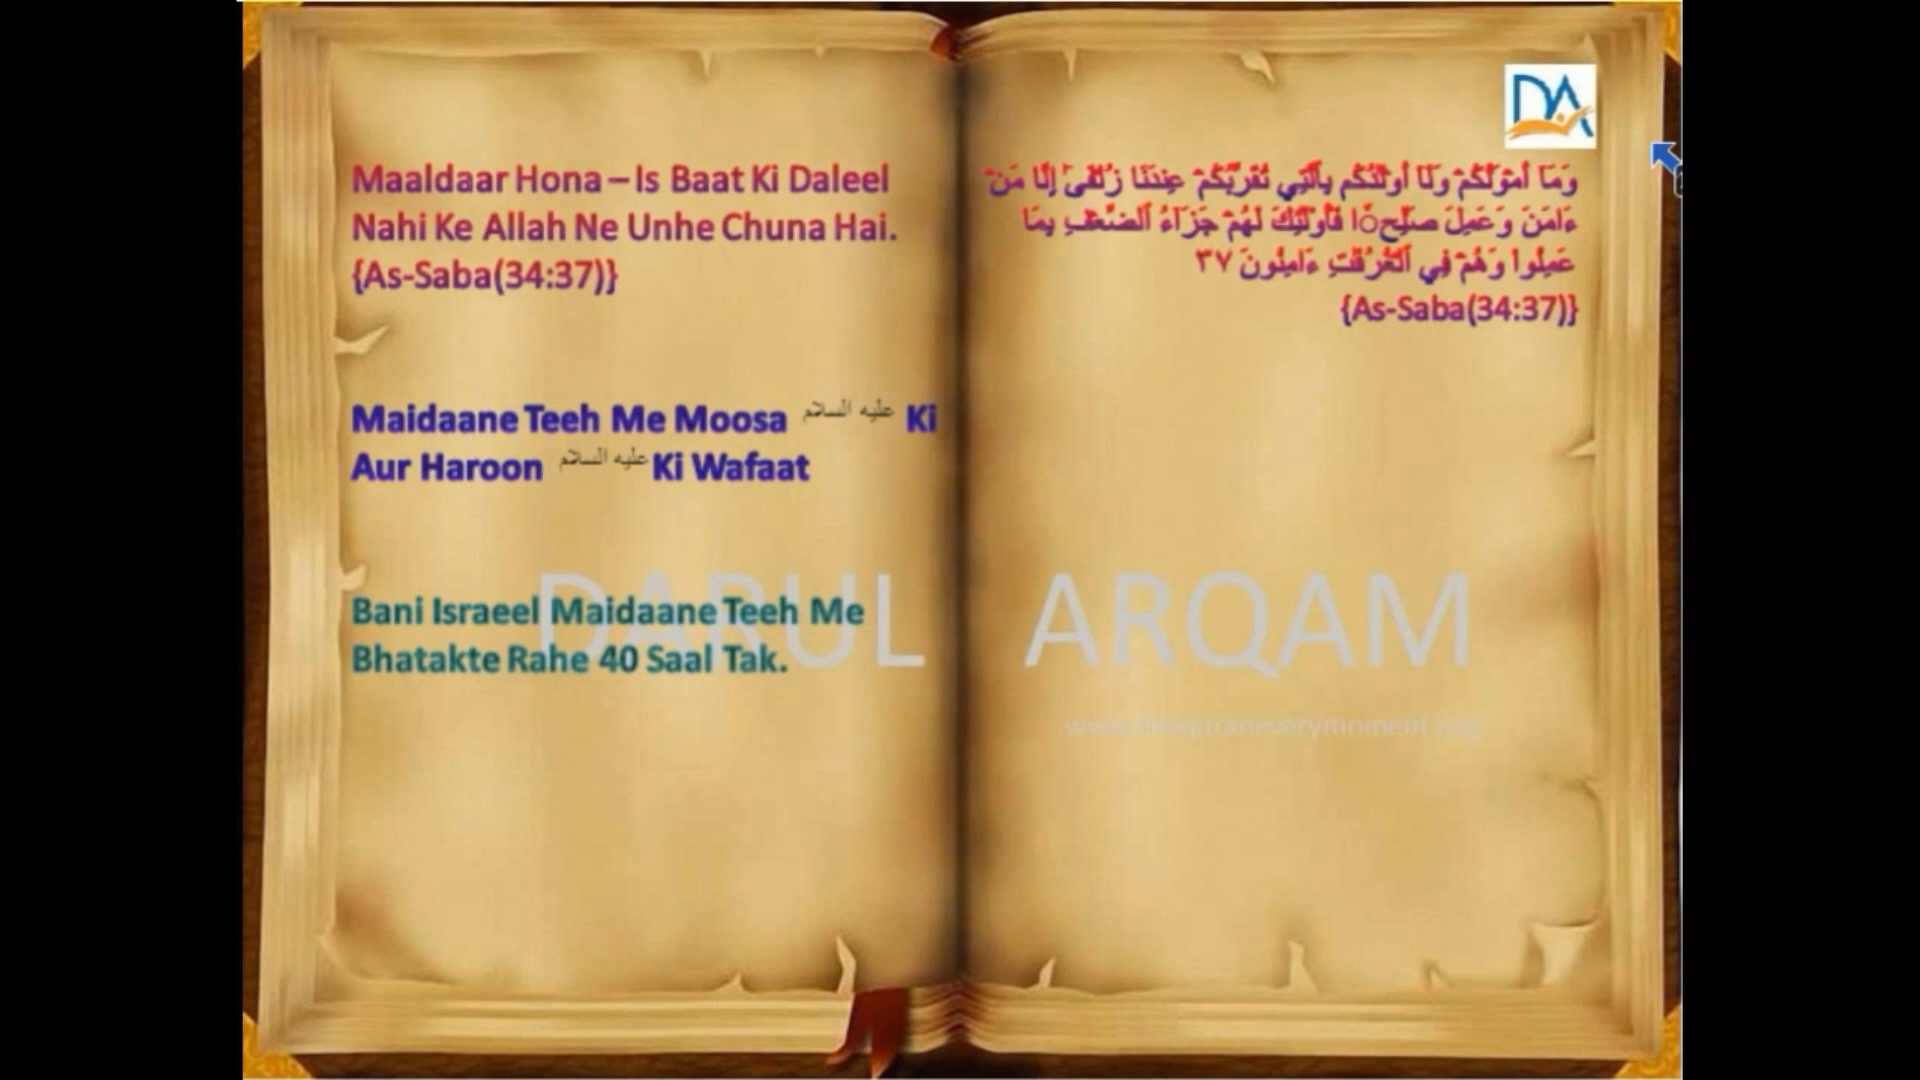 Maaldaar Hona – Is Baat Ki Daleel
Nahi Ke Allah Ne Unhe Chuna Hai.
{As-Saba(34:37)}
Maidaane Teeh Me Moosa عليه السلام Ki
Aur Haroon عليه السلام Ki Wafaat
Bani Israeel Maidaane Teeh Me
Bhatakte Rahe 40 Saal Tak.
DA
وَمَآ أَمۡوَٰلُكُمۡ وَلَآ أَوۡلَٰدُكُم بِٱلَّتِي تُقَرِّبُكُمۡ عِندَنَا زُلۡفَىٰٓ إِلَّا مَنۡ
ءَامَنَ وَعَمِلَ صَٰلِحٗا فَأُوْلَٰٓئِكَ لَهُمۡ جَزَآءُ ٱلضِّعۡفِ بِمَا
عَمِلُواْ وَهُمۡ فِي ٱلۡغُرُفَٰتِ ءَامِنُونَ ٣٧
{As-Saba(34:37)}
DARUL ARQAM